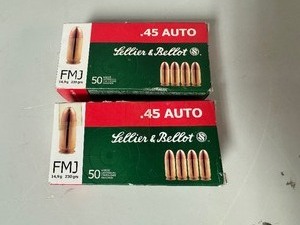 .45 AUTO
Sellier & Bellot
S
FMJ
14,9g 230 grs
50
.45 AUTO
Sellier & Bellot
S
FMJ
14,9g 230 grs
50